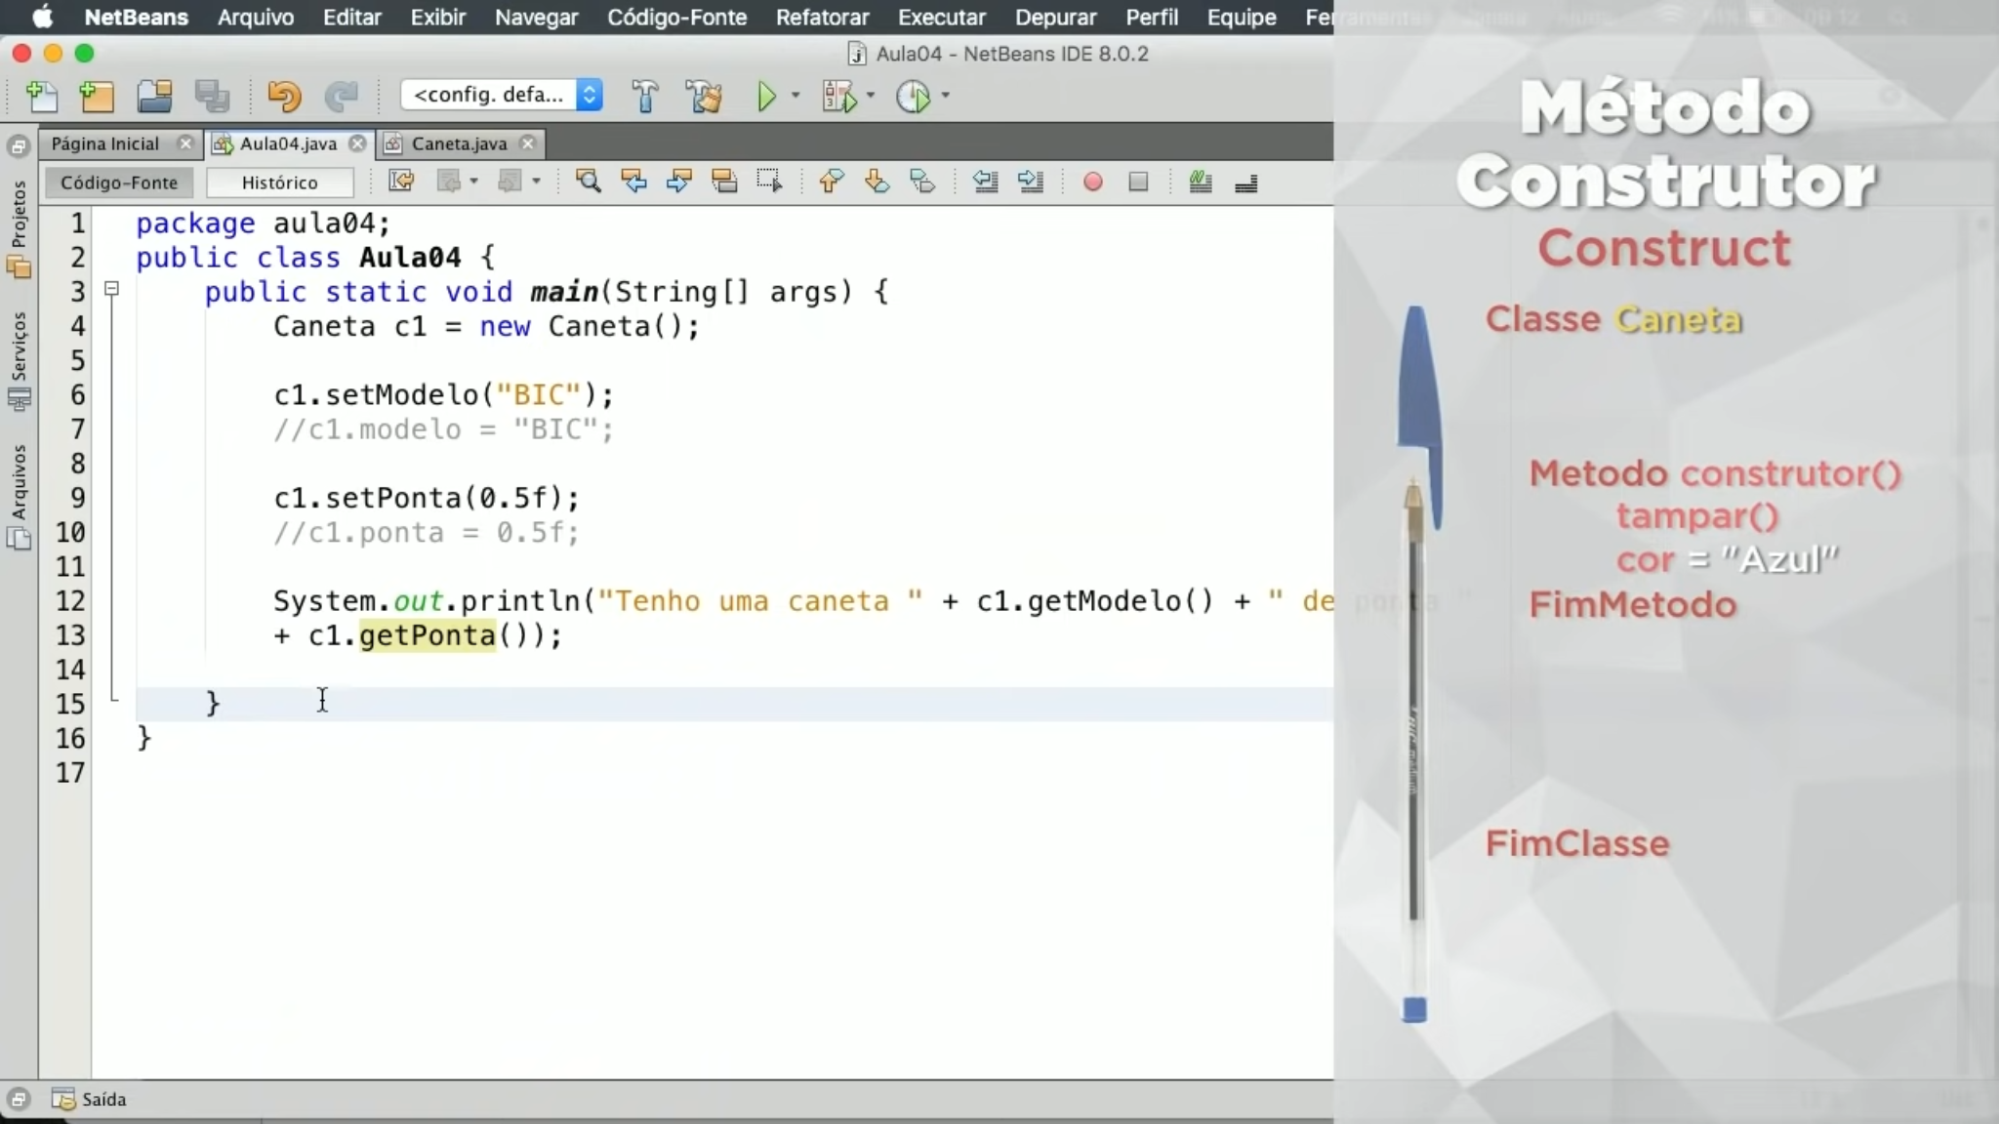 NetBeans Arquivo Editar Exibir Navegar Código-Fonte Refatorar Executar Depurar Perfil Equipe Ferramentas
Aula04 - NetBeans IDE 8.0.2
<config. defa...
Página Inicial Aula04.java Caneta.java
Código-Fonte Histórico
Projetos
Serviços
Arquivos
1 package aula04;
2 public class Aula04 {
3 public static void main(String[] args) {
4 Caneta c1 = new Caneta();
5
6 c1.setModelo("BIC");
7 //c1.modelo = "BIC";
8
9 c1.setPonta(0.5f);
10 //c1.ponta = 0.5f;
11
12 System.out.println("Tenho uma caneta " + c1.getModelo() + " de ponta "
13 + c1.getPonta());
14
15 }
16 }
17
Saída
Método
Construtor
Construct
Classe Caneta
Metodo construtor()
tampar()
cor = "Azul"
FimMetodo
FimClasse